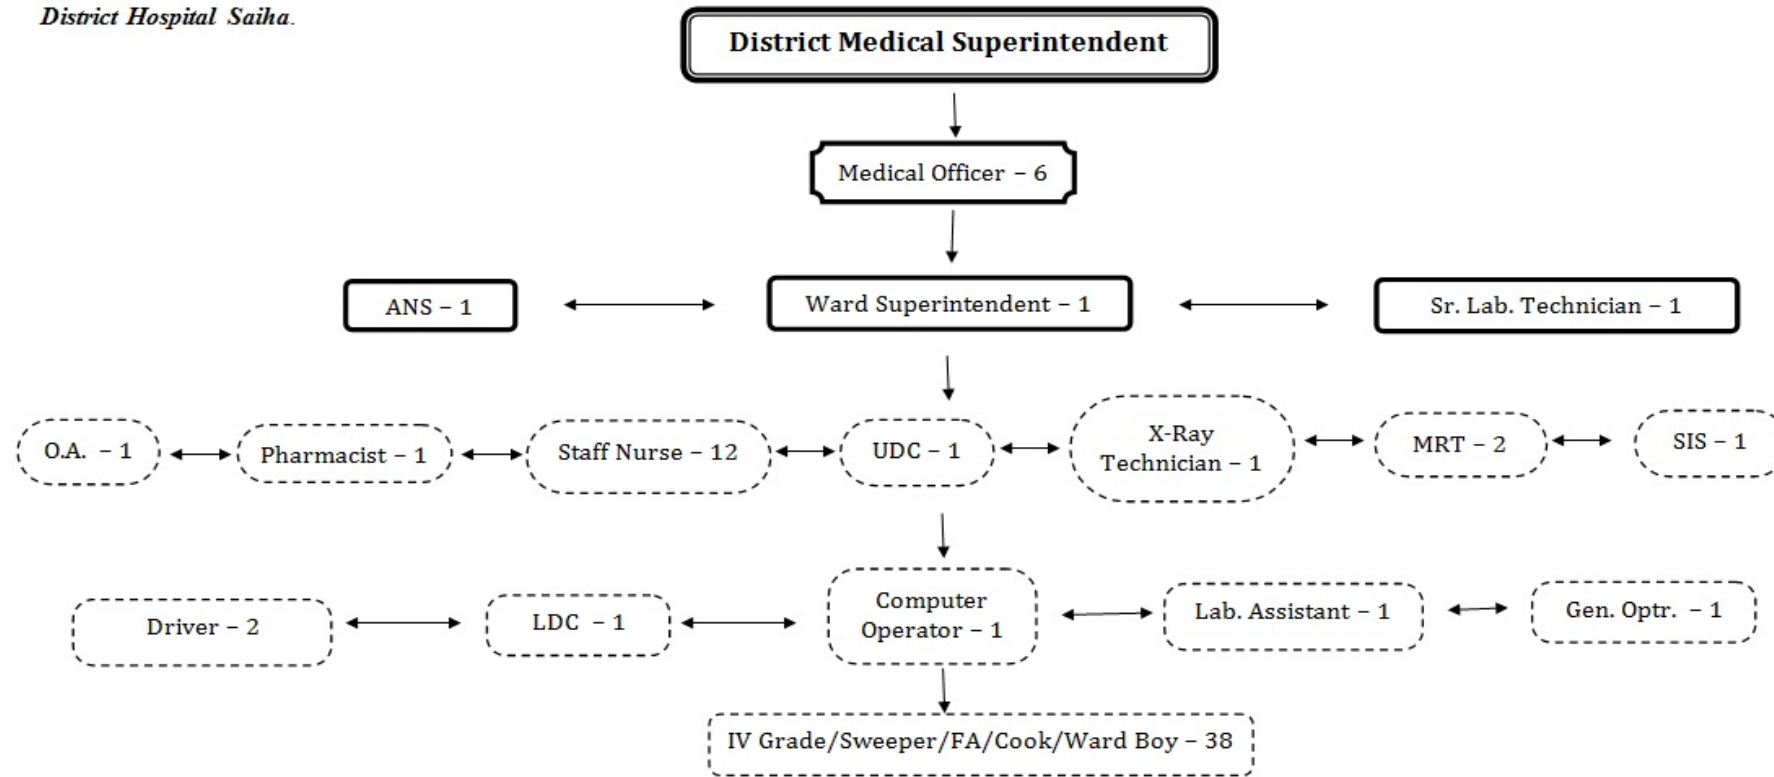 District Hospital Saiha.
District Medical Superintendent
Medical Officer – 6
ANS – 1
Ward Superintendent – 1
Sr. Lab. Technician – 1
O.A. – 1
Pharmacist – 1
Staff Nurse – 12
UDC – 1
X-Ray
Technician – 1
MRT – 2
SIS – 1
Driver – 2
LDC – 1
Computer
Operator – 1
Lab. Assistant – 1
Gen. Optr. – 1
IV Grade/Sweeper/FA/Cook/Ward Boy – 38